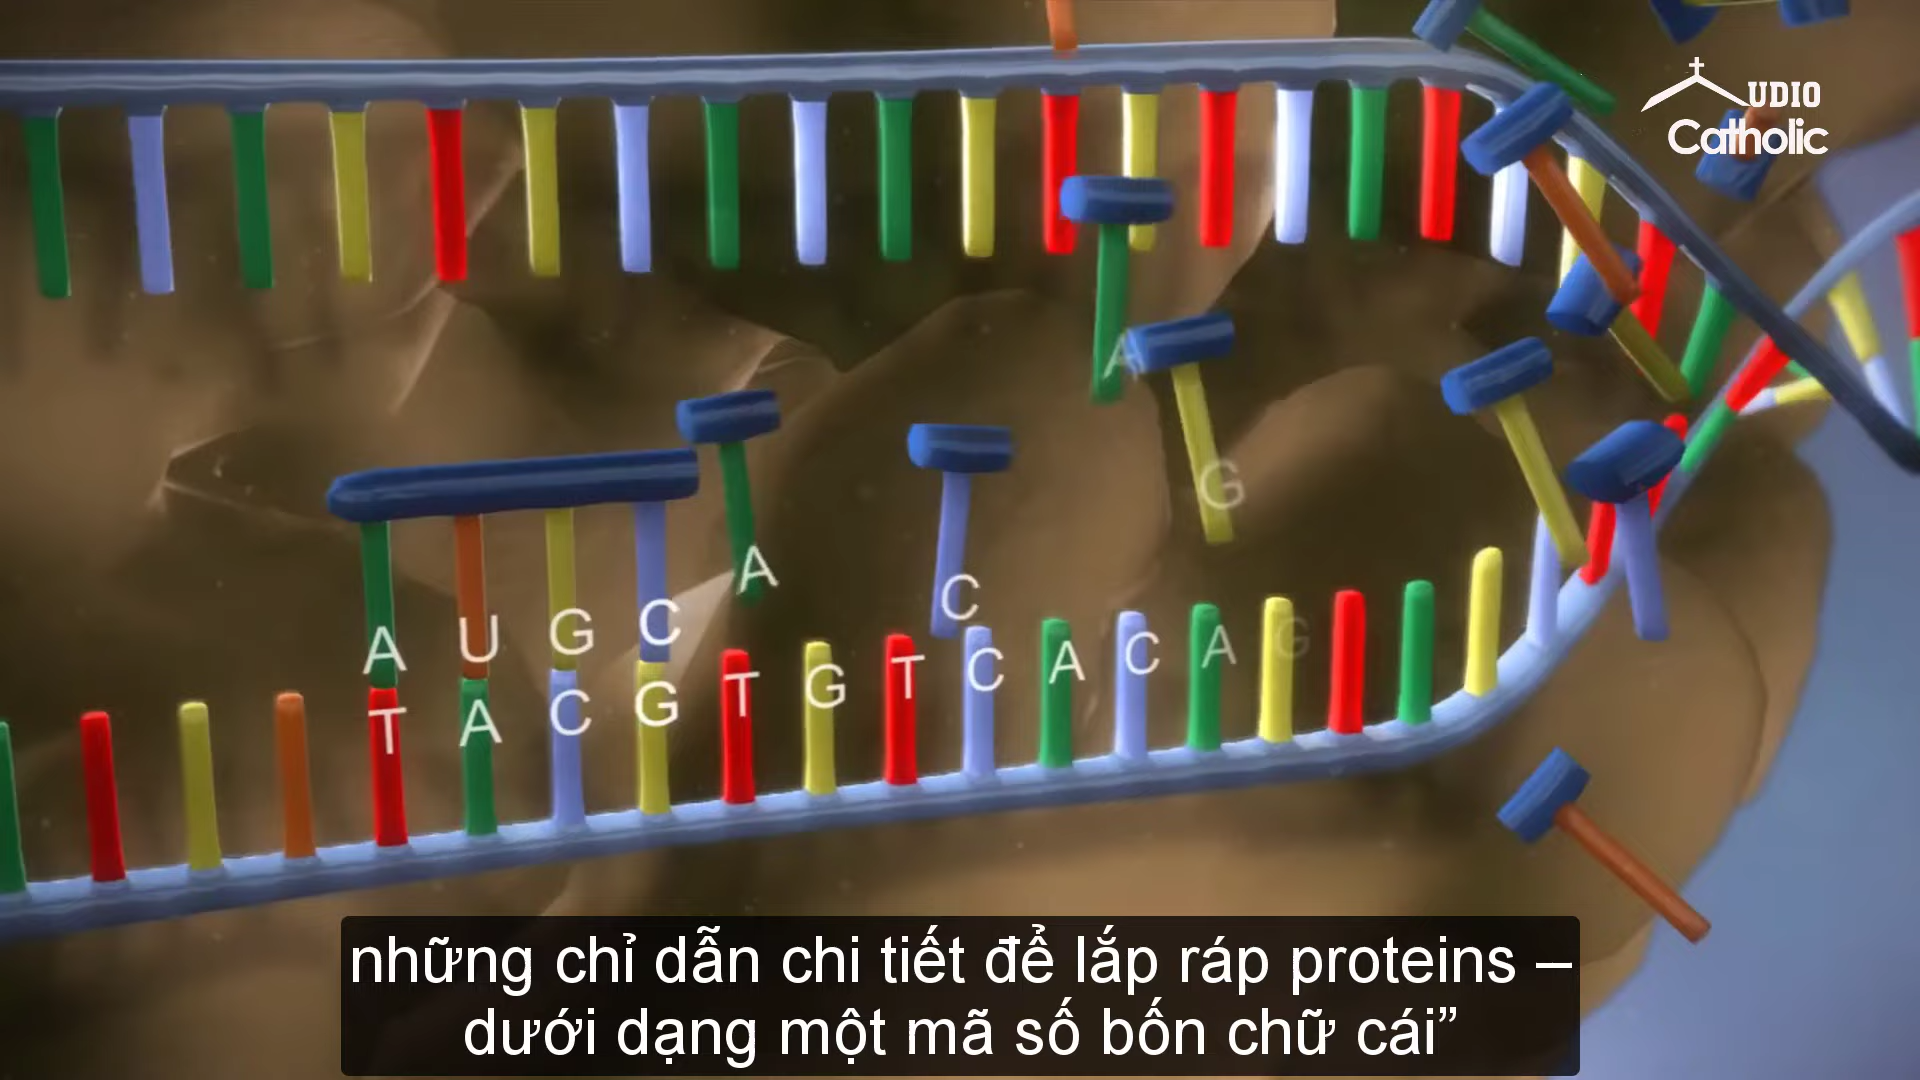 UDIO
Catholic
A
G
A
C
A U G C
T A C G T G T C A C A G
những chỉ dẫn chi tiết để lắp ráp proteins –
dưới dạng một mã số bốn chữ cái”